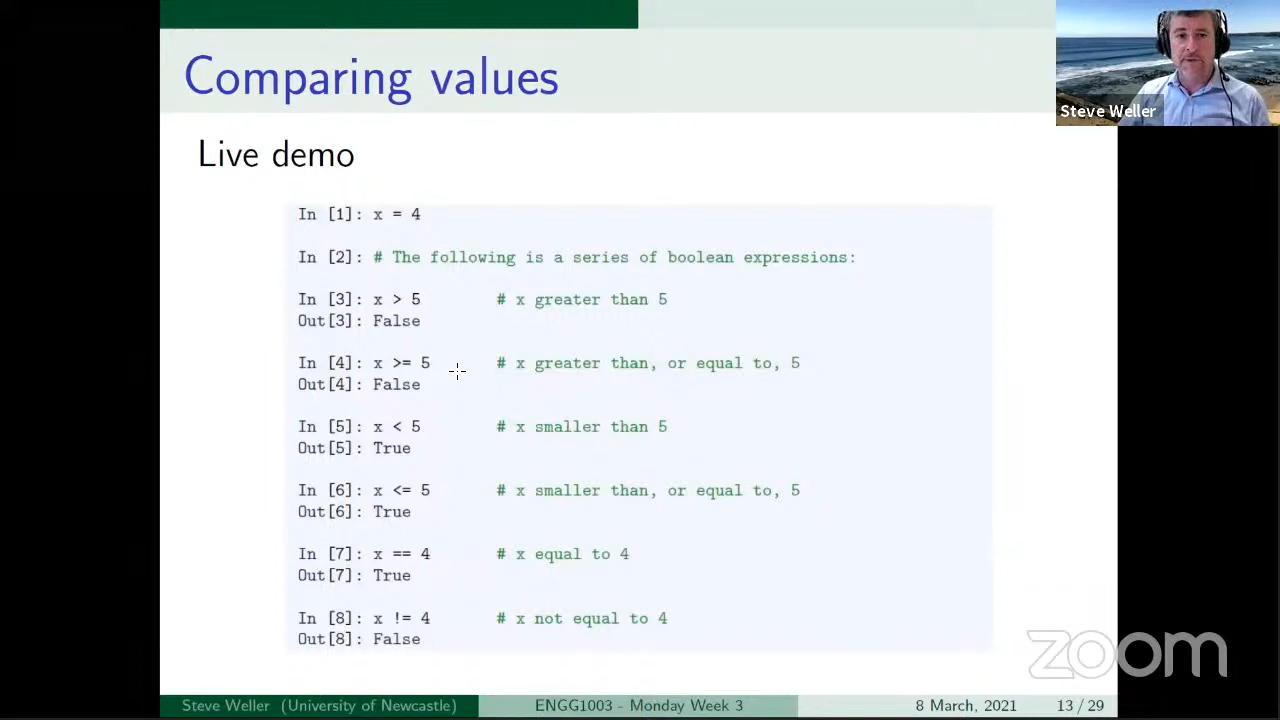 Comparing values
Steve Weller
Live demo
In [1]: x = 4
In [2]: # The following is a series of boolean expressions:
In [3]: x > 5 # x greater than 5
Out[3]: False
In [4]: x >= 5 # x greater than, or equal to, 5
Out[4]: False
In [5]: x < 5 # x smaller than 5
Out[5]: True
In [6]: x <= 5 # x smaller than, or equal to, 5
Out[6]: True
In [7]: x == 4 # x equal to 4
Out[7]: True
In [8]: x != 4 # x not equal to 4
Out[8]: False
zoom
Steve Weller (University of Newcastle) ENGG1003 - Monday Week 3 8 March, 2021 13 / 29